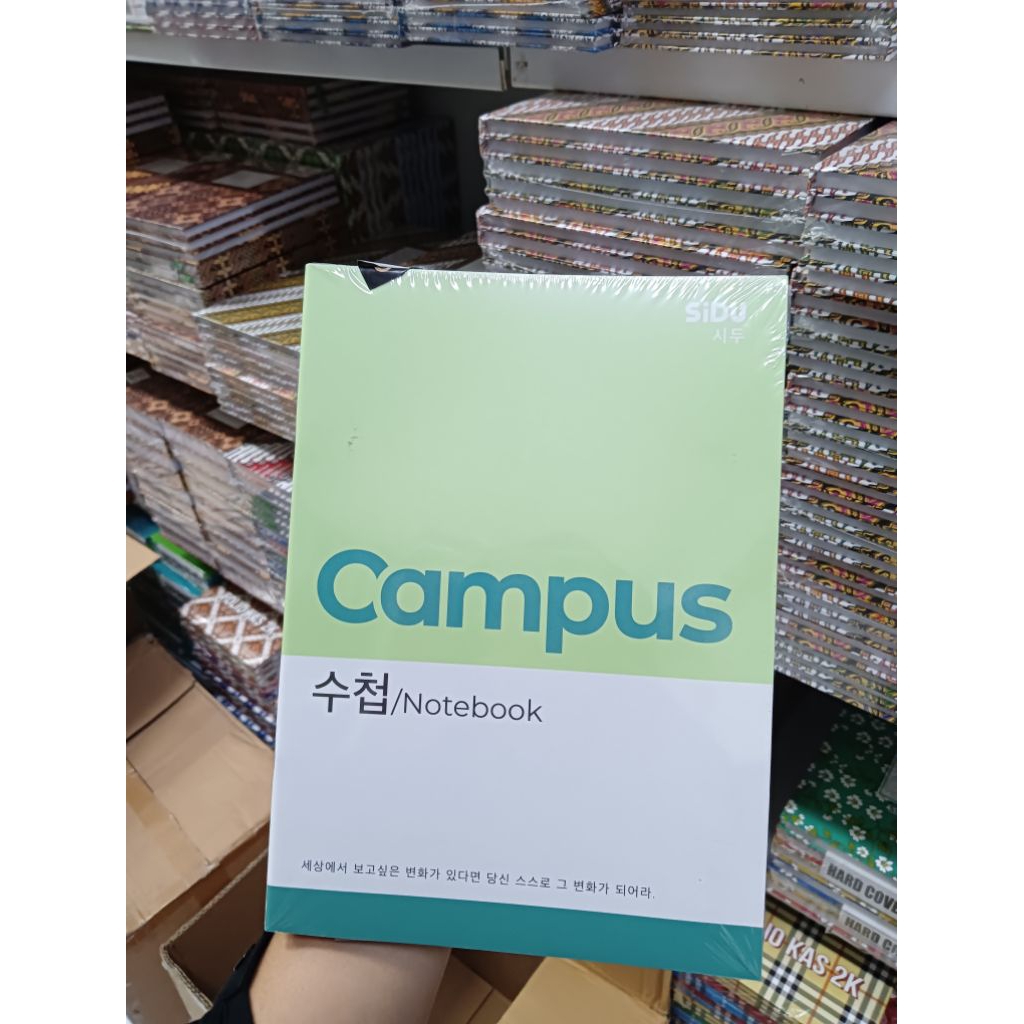 SiDU
시두
Campus
수첩/Notebook
세상에서 보고싶은 변화가 있다면 당신 스스로 그 변화가 되어라.
HARD COVE
HARD C
KAS 2K